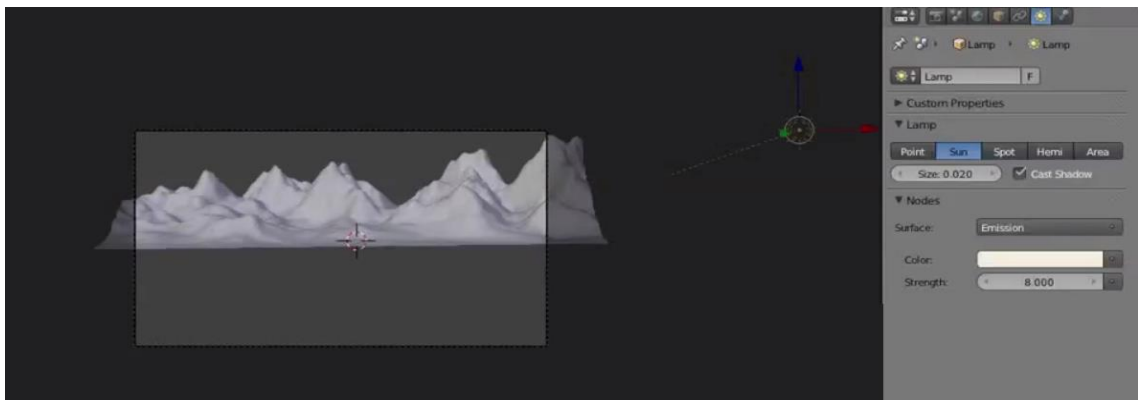 Lamp Lamp
Lamp F
Custom Properties
Lamp
Point Sun Spot Hemi Area
Size: 0.020 Cast Shadow
Nodes
Surface: Emission
Color:
Strength: 8.000